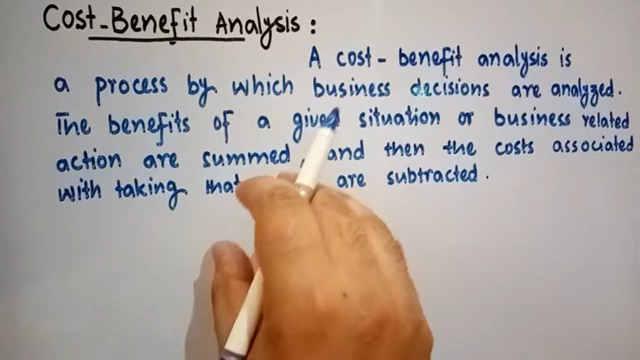 Cost-Benefit Analysis :
A cost-benefit analysis is
a process by which business decisions are analyzed.
The benefits of a given situation or business related
action are summed, and then the costs associated
with taking that are subtracted.